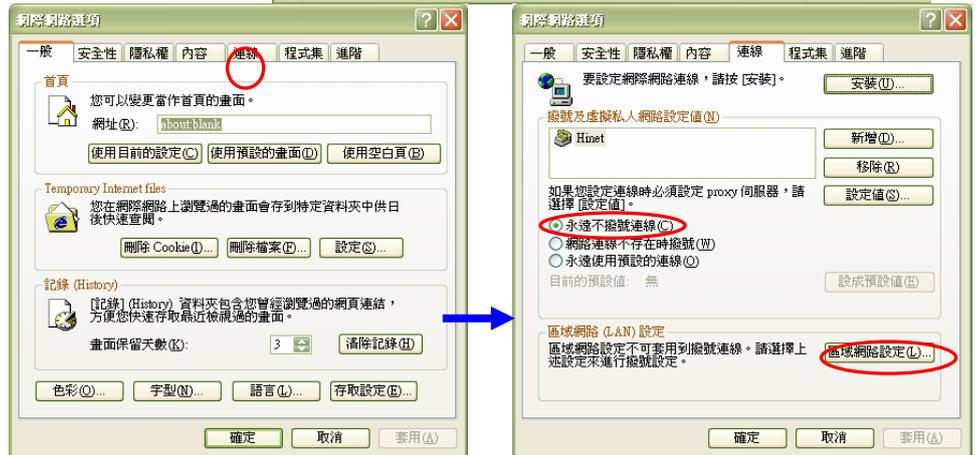 網際網路選項
一般 安全性 隱私權 內容 連線 程式集 進階
首頁
您可以變更當作首頁的畫面。
網址(R): about:blank
使用目前的設定(C) 使用預設的畫面(D) 使用空白頁(B)
Temporary Internet files
您在網際網路上瀏覽過的畫面會存到特定資料夾中供日
後快速查閱。
刪除 Cookie(I)... 刪除檔案(F)... 設定(S)...
記錄 (History)
[記錄] (History) 資料夾包含您曾經瀏覽過的網頁連結，
方便您快速存取最近檢視過的畫面。
畫面保留天數(K): 3 清除記錄(H)
色彩(O)... 字型(N)... 語言(L)... 存取設定(E)...
確定 取消 套用(A)
網際網路選項
一般 安全性 隱私權 內容 連線 程式集 進階
要設定網際網路連線，請按 [安裝]。
安裝(U)...
撥號及虛擬私人網路設定值(N)
Hinet
新增(D)...
移除(R)
如果您設定連線時必須設定 proxy 伺服器，請
選擇 [設定值]。
設定值(S)...
永遠不撥號連線(C)
網路連線不存在時撥號(W)
永遠使用預設的連線(O)
目前的預設值: 無 設成預設值(E)
區域網路 (LAN) 設定
區域網路設定不可套用到撥號連線。請選擇上
述設定來進行撥號設定。
區域網路設定(L)...
確定 取消 套用(A)